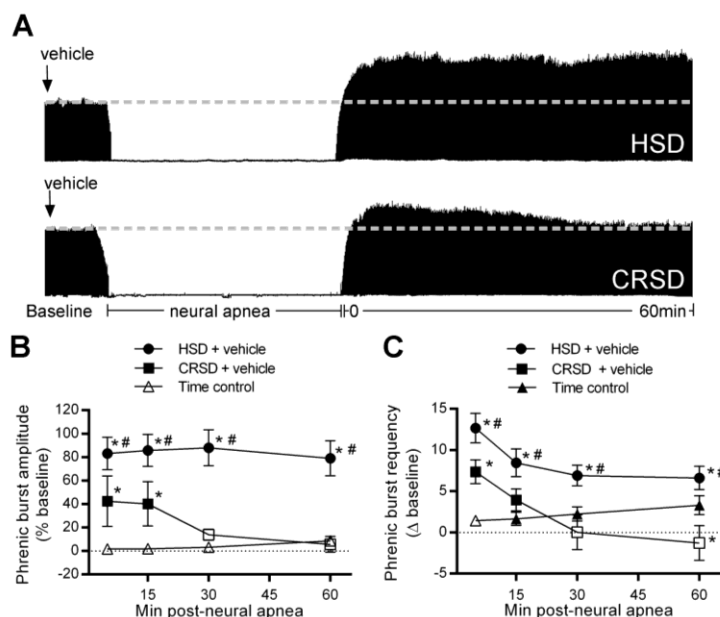 A
vehicle
HSD
vehicle
CRSD
Baseline neural apnea 0 60min
B
HSD + vehicle
CRSD + vehicle
Time control
Phrenic burst amplitude
(% baseline)
120
100
80
60
40
20
0
-20
*# *# *# *#
* *
15 30 45 60
Min post-neural apnea
C
HSD + vehicle
CRSD + vehicle
Time control
Phrenic burst requency
(Δ baseline)
15
10
5
0
-5
*# *# *# *#
*
*
15 30 45 60
Min post-neural apnea